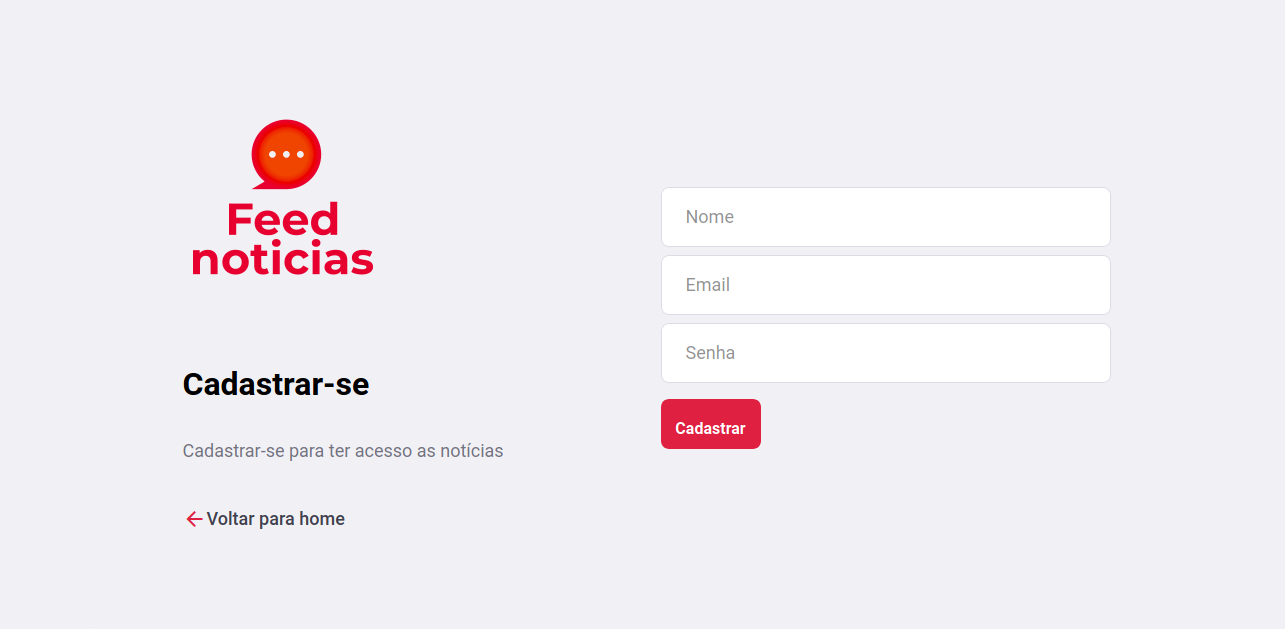 Feed
noticias
Cadastrar-se
Cadastrar-se para ter acesso as notícias
Voltar para home
Nome
Email
Senha
Cadastrar